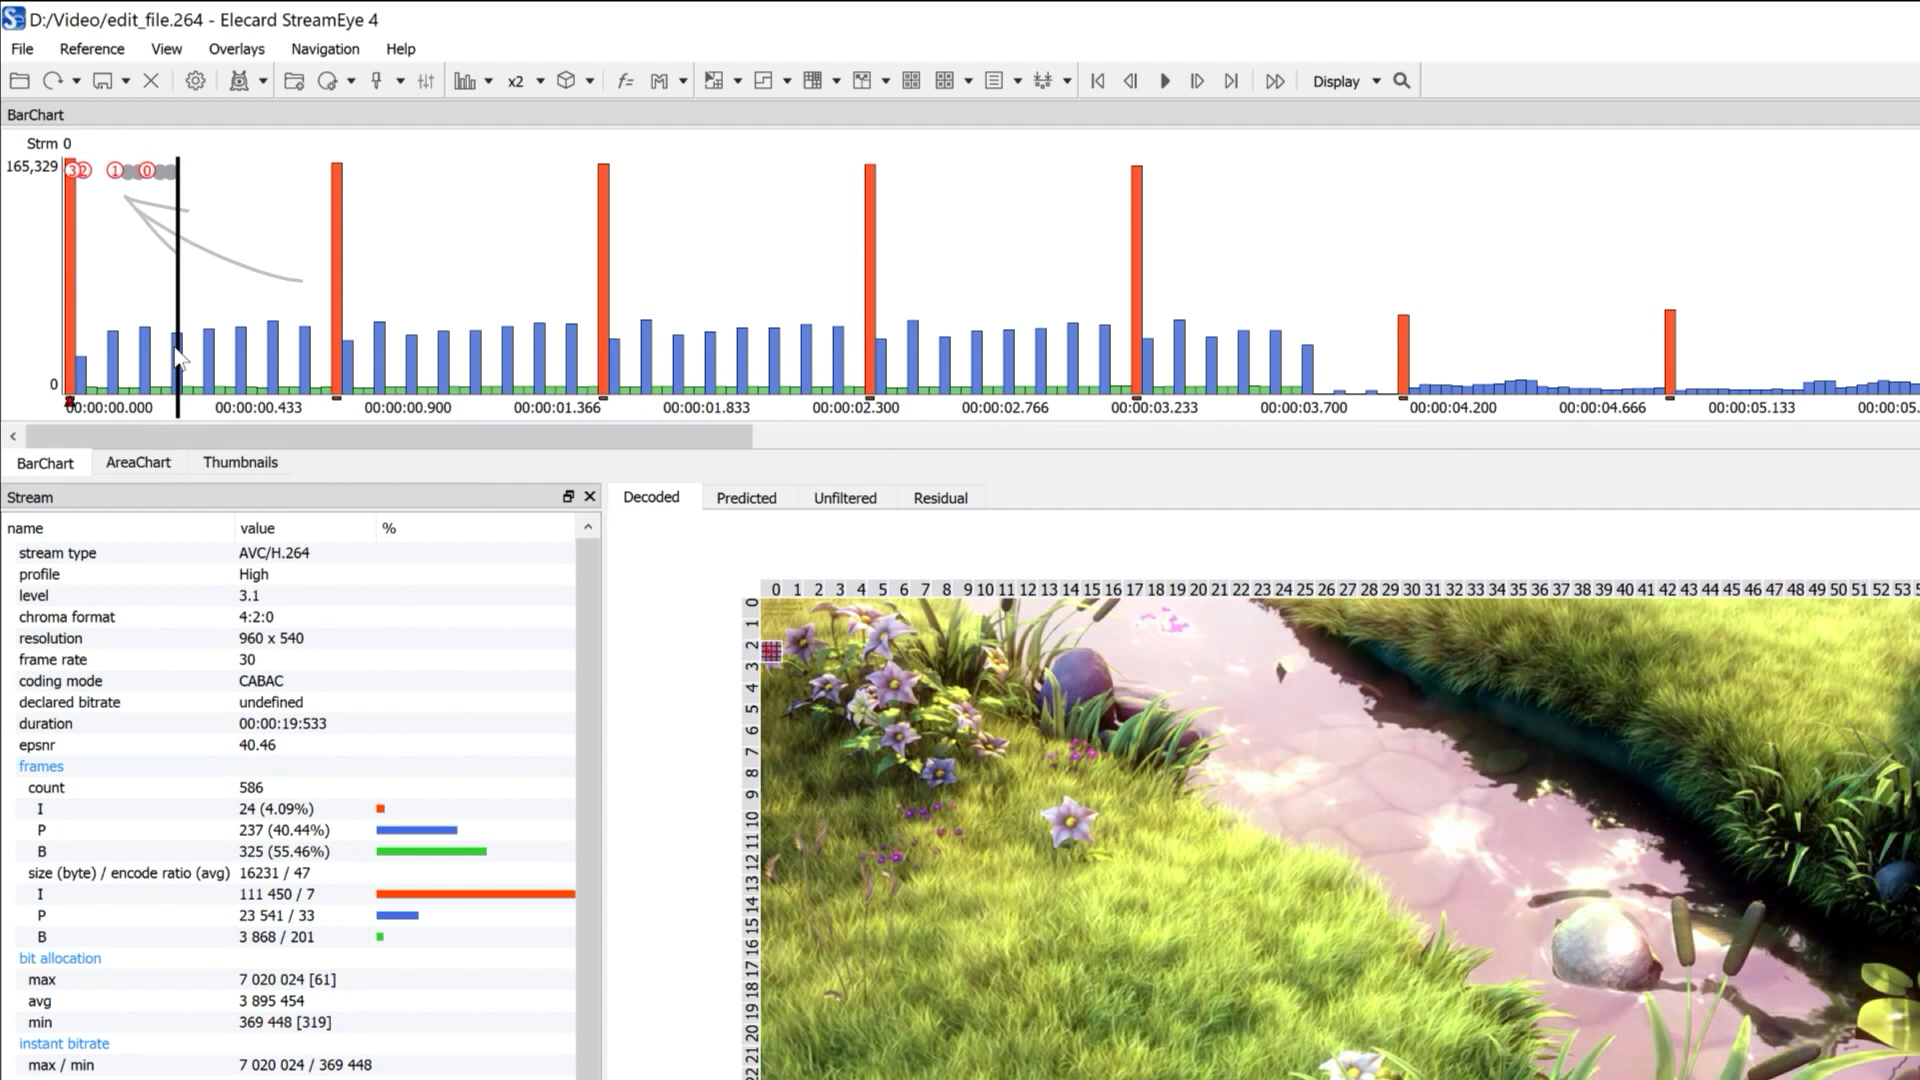 D:/Video/edit_file.264 - Elecard StreamEye 4
File Reference View Overlays Navigation Help
x2 f= M Display
BarChart
Strm 0
165,329
3 2 1 0
0
00:00:00.000 00:00:00.433 00:00:00.900 00:00:01.366 00:00:01.833 00:00:02.300 00:00:02.766 00:00:03.233 00:00:03.700 00:00:04.200 00:00:04.666 00:00:05.133 00:00:05.
BarChart AreaChart Thumbnails
Stream
Decoded Predicted Unfiltered Residual
name value %
stream type AVC/H.264
profile High
level 3.1
chroma format 4:2:0
resolution 960 x 540
frame rate 30
coding mode CABAC
declared bitrate undefined
duration 00:00:19:533
epsnr 40.46
frames
count 586
I 24 (4.09%)
P 237 (40.44%)
B 325 (55.46%)
size (byte) / encode ratio (avg) 16231 / 47
I 111 450 / 7
P 23 541 / 33
B 3 868 / 201
bit allocation
max 7 020 024 [61]
avg 3 895 454
min 369 448 [319]
instant bitrate
max / min 7 020 024 / 369 448
0 1 2 3 4 5 6 7 8 9 10 11 12 13 14 15 16 17 18 19 20 21 22 23 24 25 26 27 28 29 30 31 32 33 34 35 36 37 38 39 40 41 42 43 44 45 46 47 48 49 50 51 52 53
0
1
2
3
4
5
6
7
8
9
10
11
12
13
14
15
16
17
18
19
20
21
22